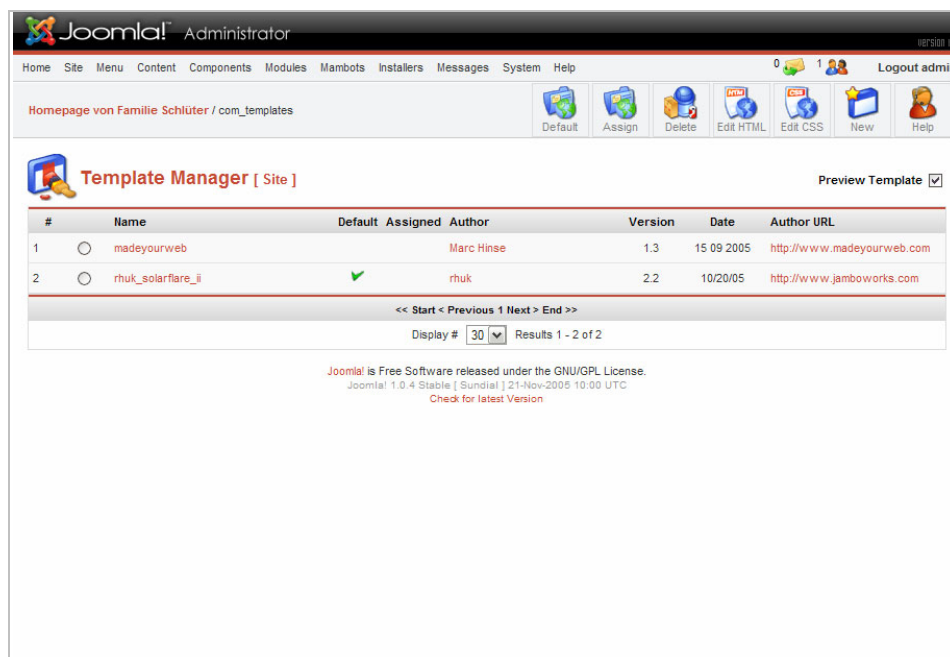 Joomla!™ Administrator
version
Home Site Menu Content Components Modules Mambots Installers Messages System Help 0 1 Logout admi
Homepage von Familie Schlüter / com_templates
HTML CSS
Default Assign Delete Edit HTML Edit CSS New Help
Template Manager [ Site ]
Preview Template
# Name Default Assigned Author Version Date Author URL
1 madeyourweb Marc Hinse 1.3 15 09 2005 http://www.madeyourweb.com
2 rhuk_solarflare_ii rhuk 2.2 10/20/05 http://www.jamboworks.com
<< Start < Previous 1 Next > End >>
Display # 30 Results 1 - 2 of 2
Joomla! is Free Software released under the GNU/GPL License.
Joomla! 1.0.4 Stable [ Sundial ] 21-Nov-2005 10:00 UTC
Check for latest Version